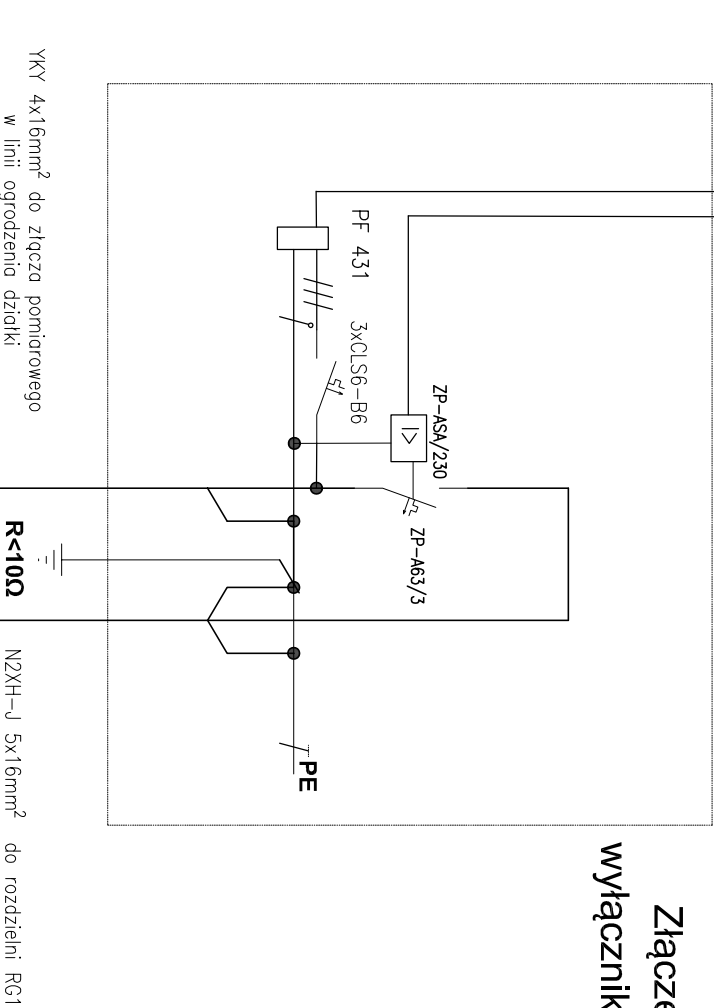 Złącze
wyłącznik
ZP-ASA/230
ZP-A63/3
PF 431
3xCLS6-B6
PE
YKY 4x16mm² do złącza pomiarowego
w linii ogrodzenia działki
R<10Ω
N2XH-J 5x16mm² do rozdzielni RG1